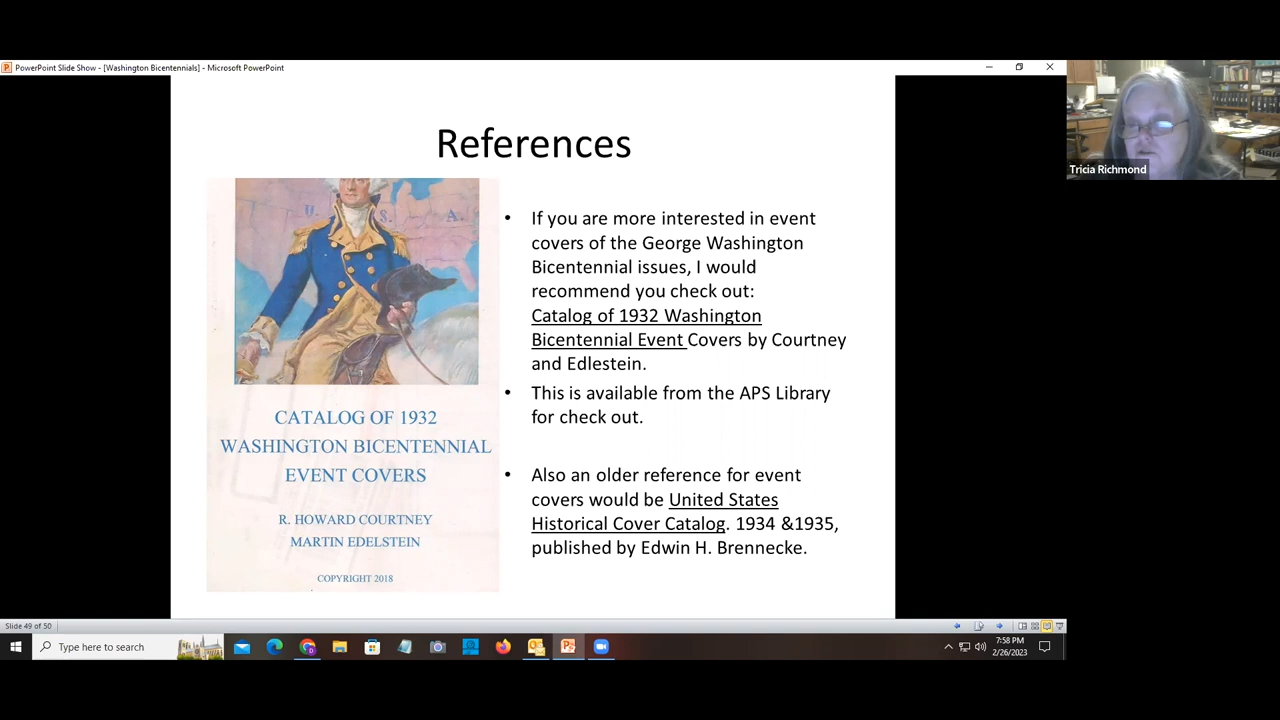 PowerPoint Slide Show - [Washington Bicentennials] - Microsoft PowerPoint
References
U. S. A.
CATALOG OF 1932
WASHINGTON BICENTENNIAL
EVENT COVERS
R. HOWARD COURTNEY
MARTIN EDELSTEIN
COPYRIGHT 2018
• If you are more interested in event
covers of the George Washington
Bicentennial issues, I would
recommend you check out:
Catalog of 1932 Washington
Bicentennial Event Covers by Courtney
and Edlestein.
• This is available from the APS Library
for check out.
• Also an older reference for event
covers would be United States
Historical Cover Catalog. 1934 &1935,
published by Edwin H. Brennecke.
Tricia Richmond
Slide 49 of 50
Type here to search
7:58 PM
2/26/2023